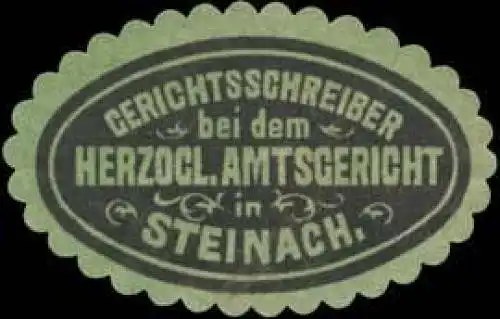 GERICHTSSCHREIBER
bei dem
HERZOGL. AMTSGERICHT
in
STEINACH.